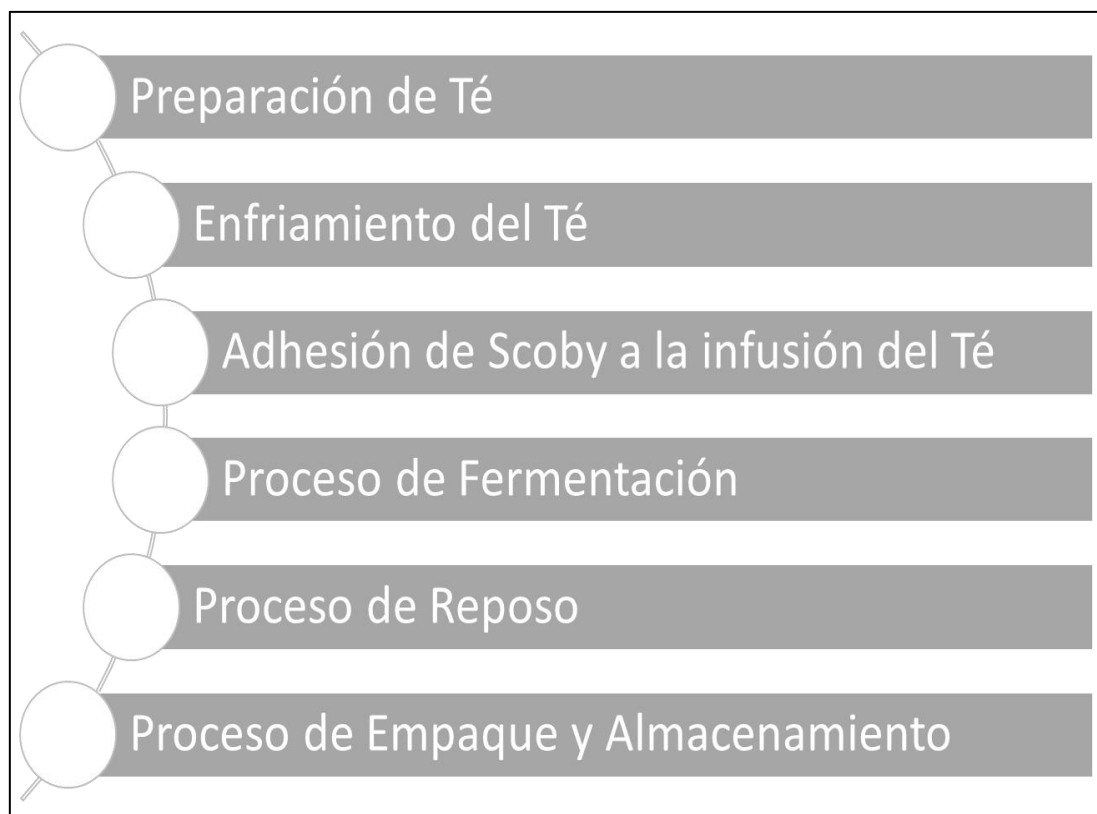 Preparación de Té
Enfriamiento del Té
Adhesión de Scoby a la infusión del Té
Proceso de Fermentación
Proceso de Reposo
Proceso de Empaque y Almacenamiento